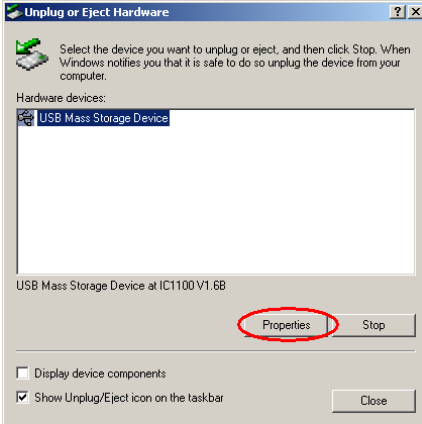 Unplug or Eject Hardware
Select the device you want to unplug or eject, and then click Stop. When
Windows notifies you that it is safe to do so unplug the device from your
computer.
Hardware devices:
USB Mass Storage Device
USB Mass Storage Device at IC1100 V1.6B
Properties Stop
Display device components
Show Unplug/Eject icon on the taskbar
Close